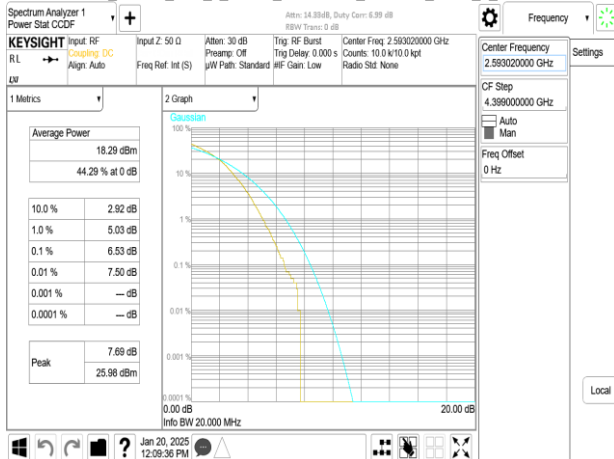 Spectrum Analyzer 1
Power Stat CCDF
Attn: 14.33dB, Duty Corr: 6.99 dB
RBW Trans: 0 dB
Frequency
KEYSIGHT
RL
Input: RF
Coupling: DC
Align: Auto
Input Z: 50 Ω
Freq Ref: Int (S)
Atten: 30 dB
Preamp: Off
µW Path: Standard
Trig: RF Burst
Trig Delay: 0.000 s
#IF Gain: Low
Center Freq: 2.593020000 GHz
Counts: 10.0 k/10.0 kpt
Radio Std: None
Center Frequency
2.593020000 GHz
Settings
CF Step
4.399000000 GHz
Auto
Man
Freq Offset
0 Hz
1 Metrics
Average Power
18.29 dBm
44.29 % at 0 dB
10.0 % 2.92 dB
1.0 % 5.03 dB
0.1 % 6.53 dB
0.01 % 7.50 dB
0.001 % --- dB
0.0001 % --- dB
Peak
7.69 dB
25.98 dBm
2 Graph
Gaussian
100 %
10 %
1 %
0.1 %
0.01 %
0.001 %
0.0001 %
0.00 dB 20.00 dB
Info BW 20.000 MHz
Local
?
Jan 20, 2025
12:09:36 PM